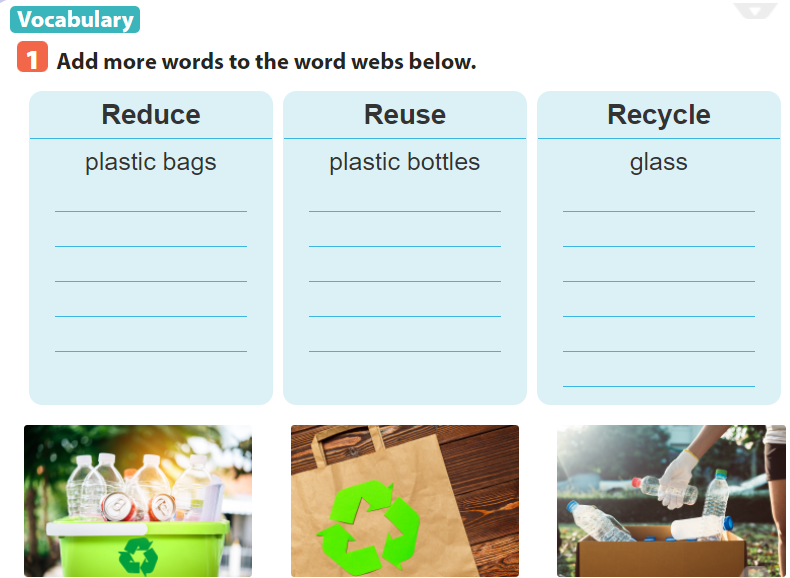 Vocabulary
1 Add more words to the word webs below.
Reduce
plastic bags
Reuse
plastic bottles
Recycle
glass